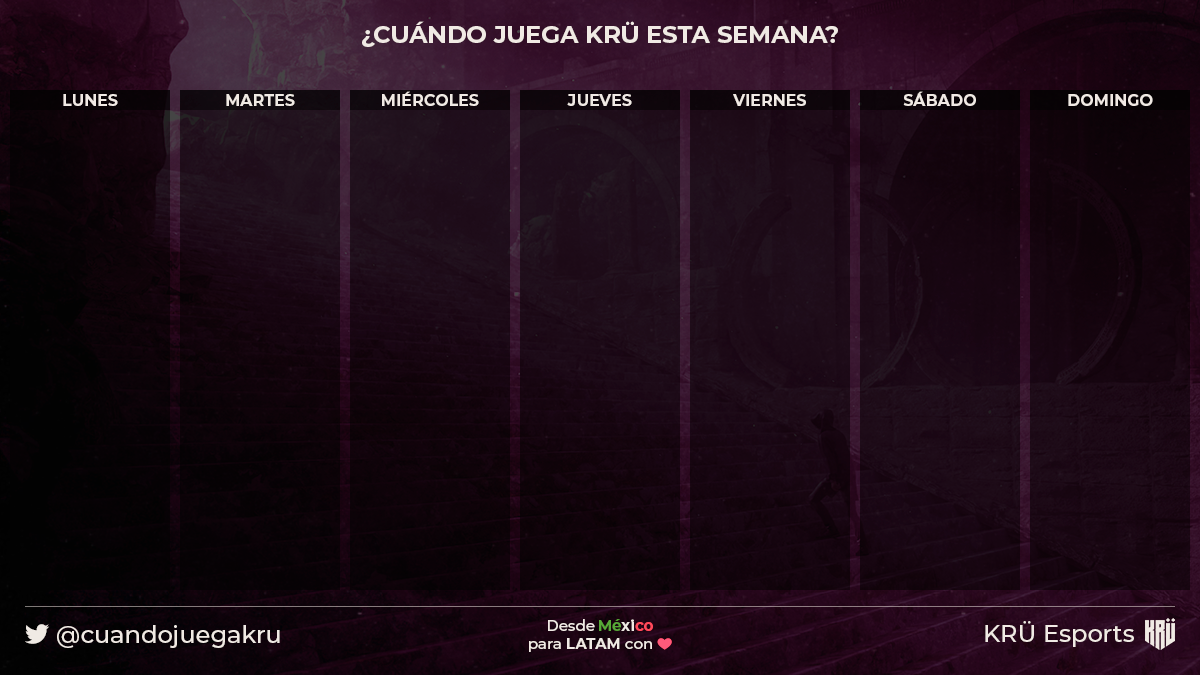 ¿CUÁNDO JUEGA KRÜ ESTA SEMANA?
LUNES
MARTES
MIÉRCOLES
JUEVES
VIERNES
SÁBADO
DOMINGO
@cuandojuegakru
Desde México
para LATAM con
KRÜ Esports KRÜ